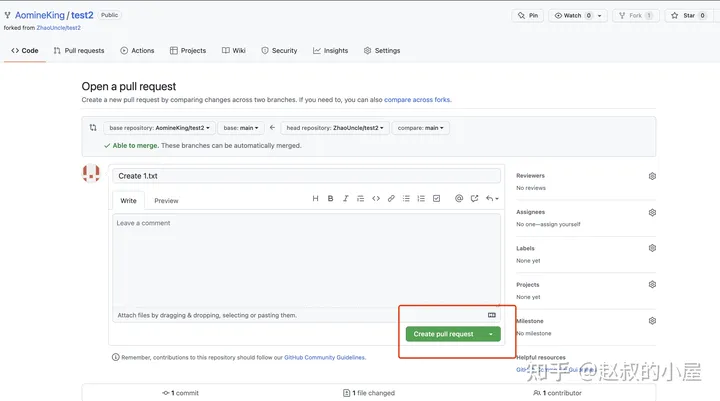 AomineKing / test2 Public
Pin Watch 0 Fork 1 Star 0
forked from ZhaoUncle/test2
Code Pull requests Actions Projects Wiki Security Insights Settings
Open a pull request
Create a new pull request by comparing changes across two branches. If you need to, you can also compare across forks.
base repository: AomineKing/test2 base: main head repository: ZhaoUncle/test2 compare: main
Able to merge. These branches can be automatically merged.
Create 1.txt
Write Preview
Leave a comment
Attach files by dragging & dropping, selecting or pasting them.
Create pull request
Remember, contributions to this repository should follow our GitHub Community Guidelines.
Reviewers
No reviews
Assignees
No one—assign yourself
Labels
None yet
Projects
None yet
Milestone
No milestone
Helpful resources
知乎 @赵叔的小屋
1 commit 1 file changed 1 contributor